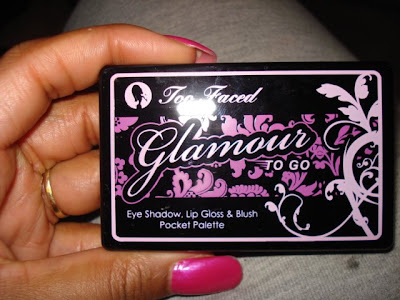 Too Faced
Glamour
TO GO
Eye Shadow, Lip Gloss & Blush
Pocket Palette